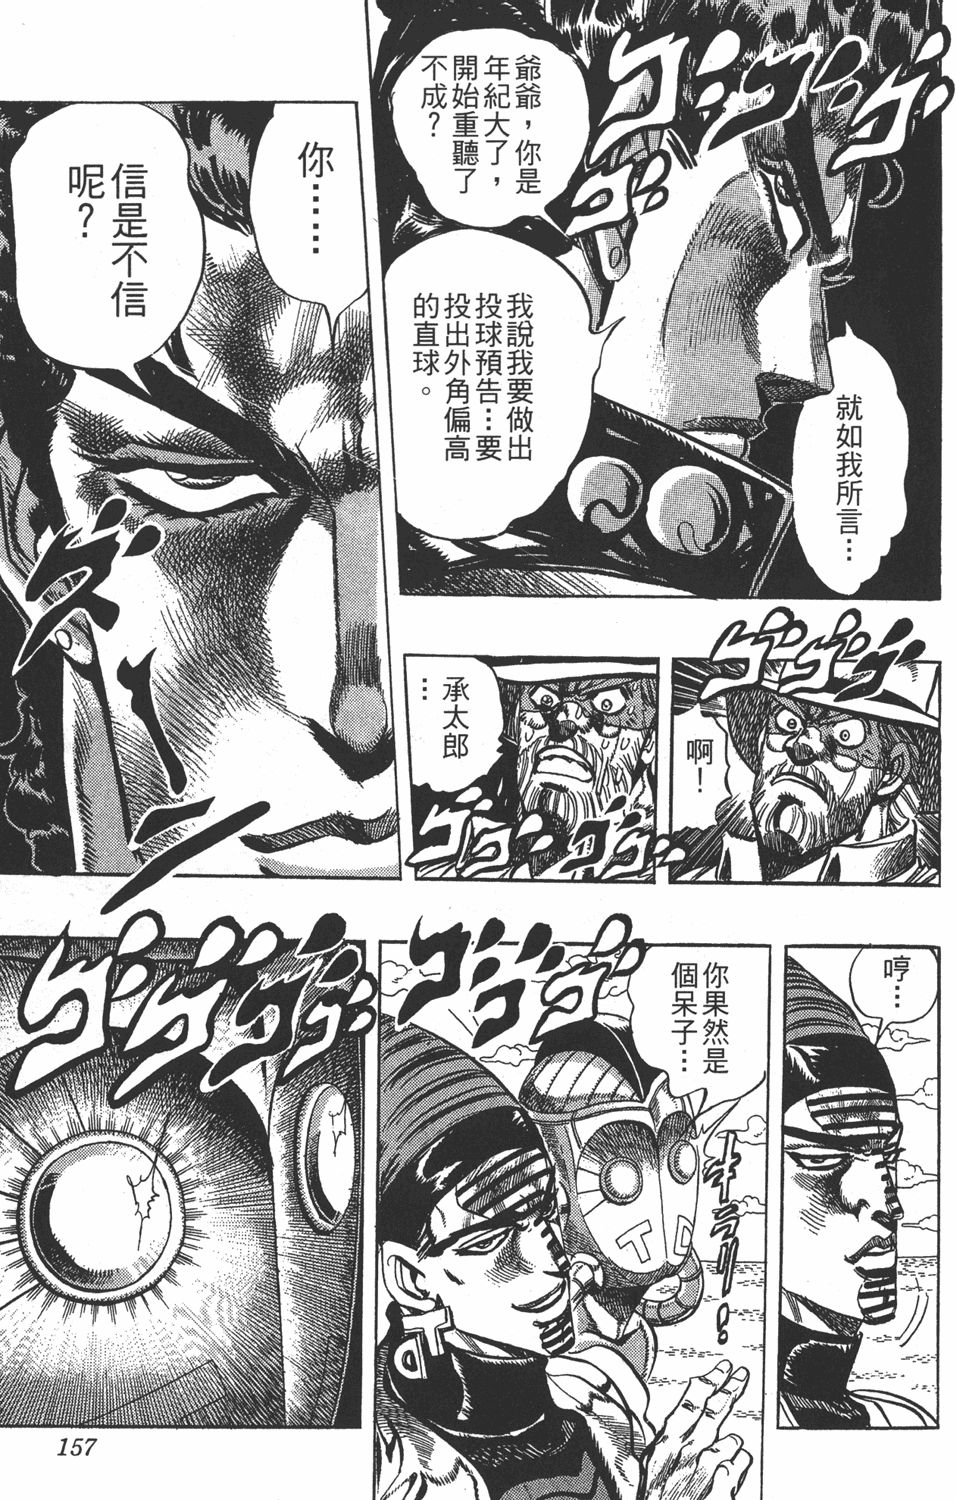 爺爺，你是
年紀大了，
開始重聽了
不成？
我說我要做出
投球預告…要
投出外角偏高
的直球。
就如我所言…
你……
信是不信
呢？
啊！
承太郎
…
哼…
你果然是
個呆子…
TD
157